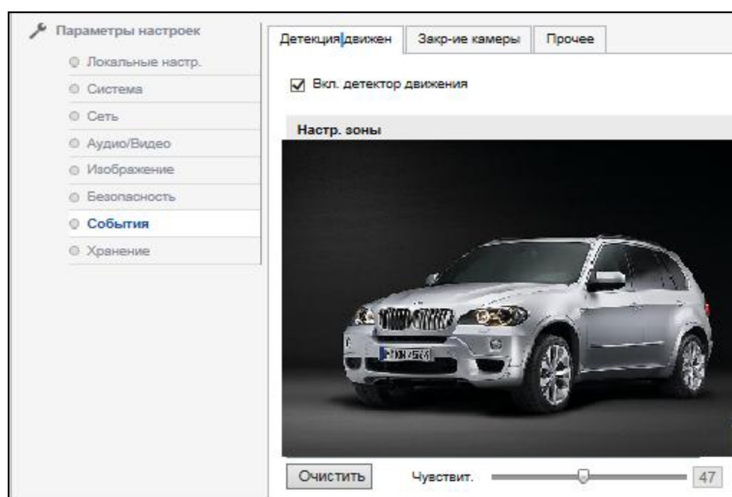 Параметры настроек
Локальные настр.
Система
Сеть
Аудио/Видео
Изображение
Безопасность
События
Хранение
Детекция движен
Закр-ие камеры
Прочее
Вкл. детектор движения
Настр. зоны
Очистить
Чувствит.
47